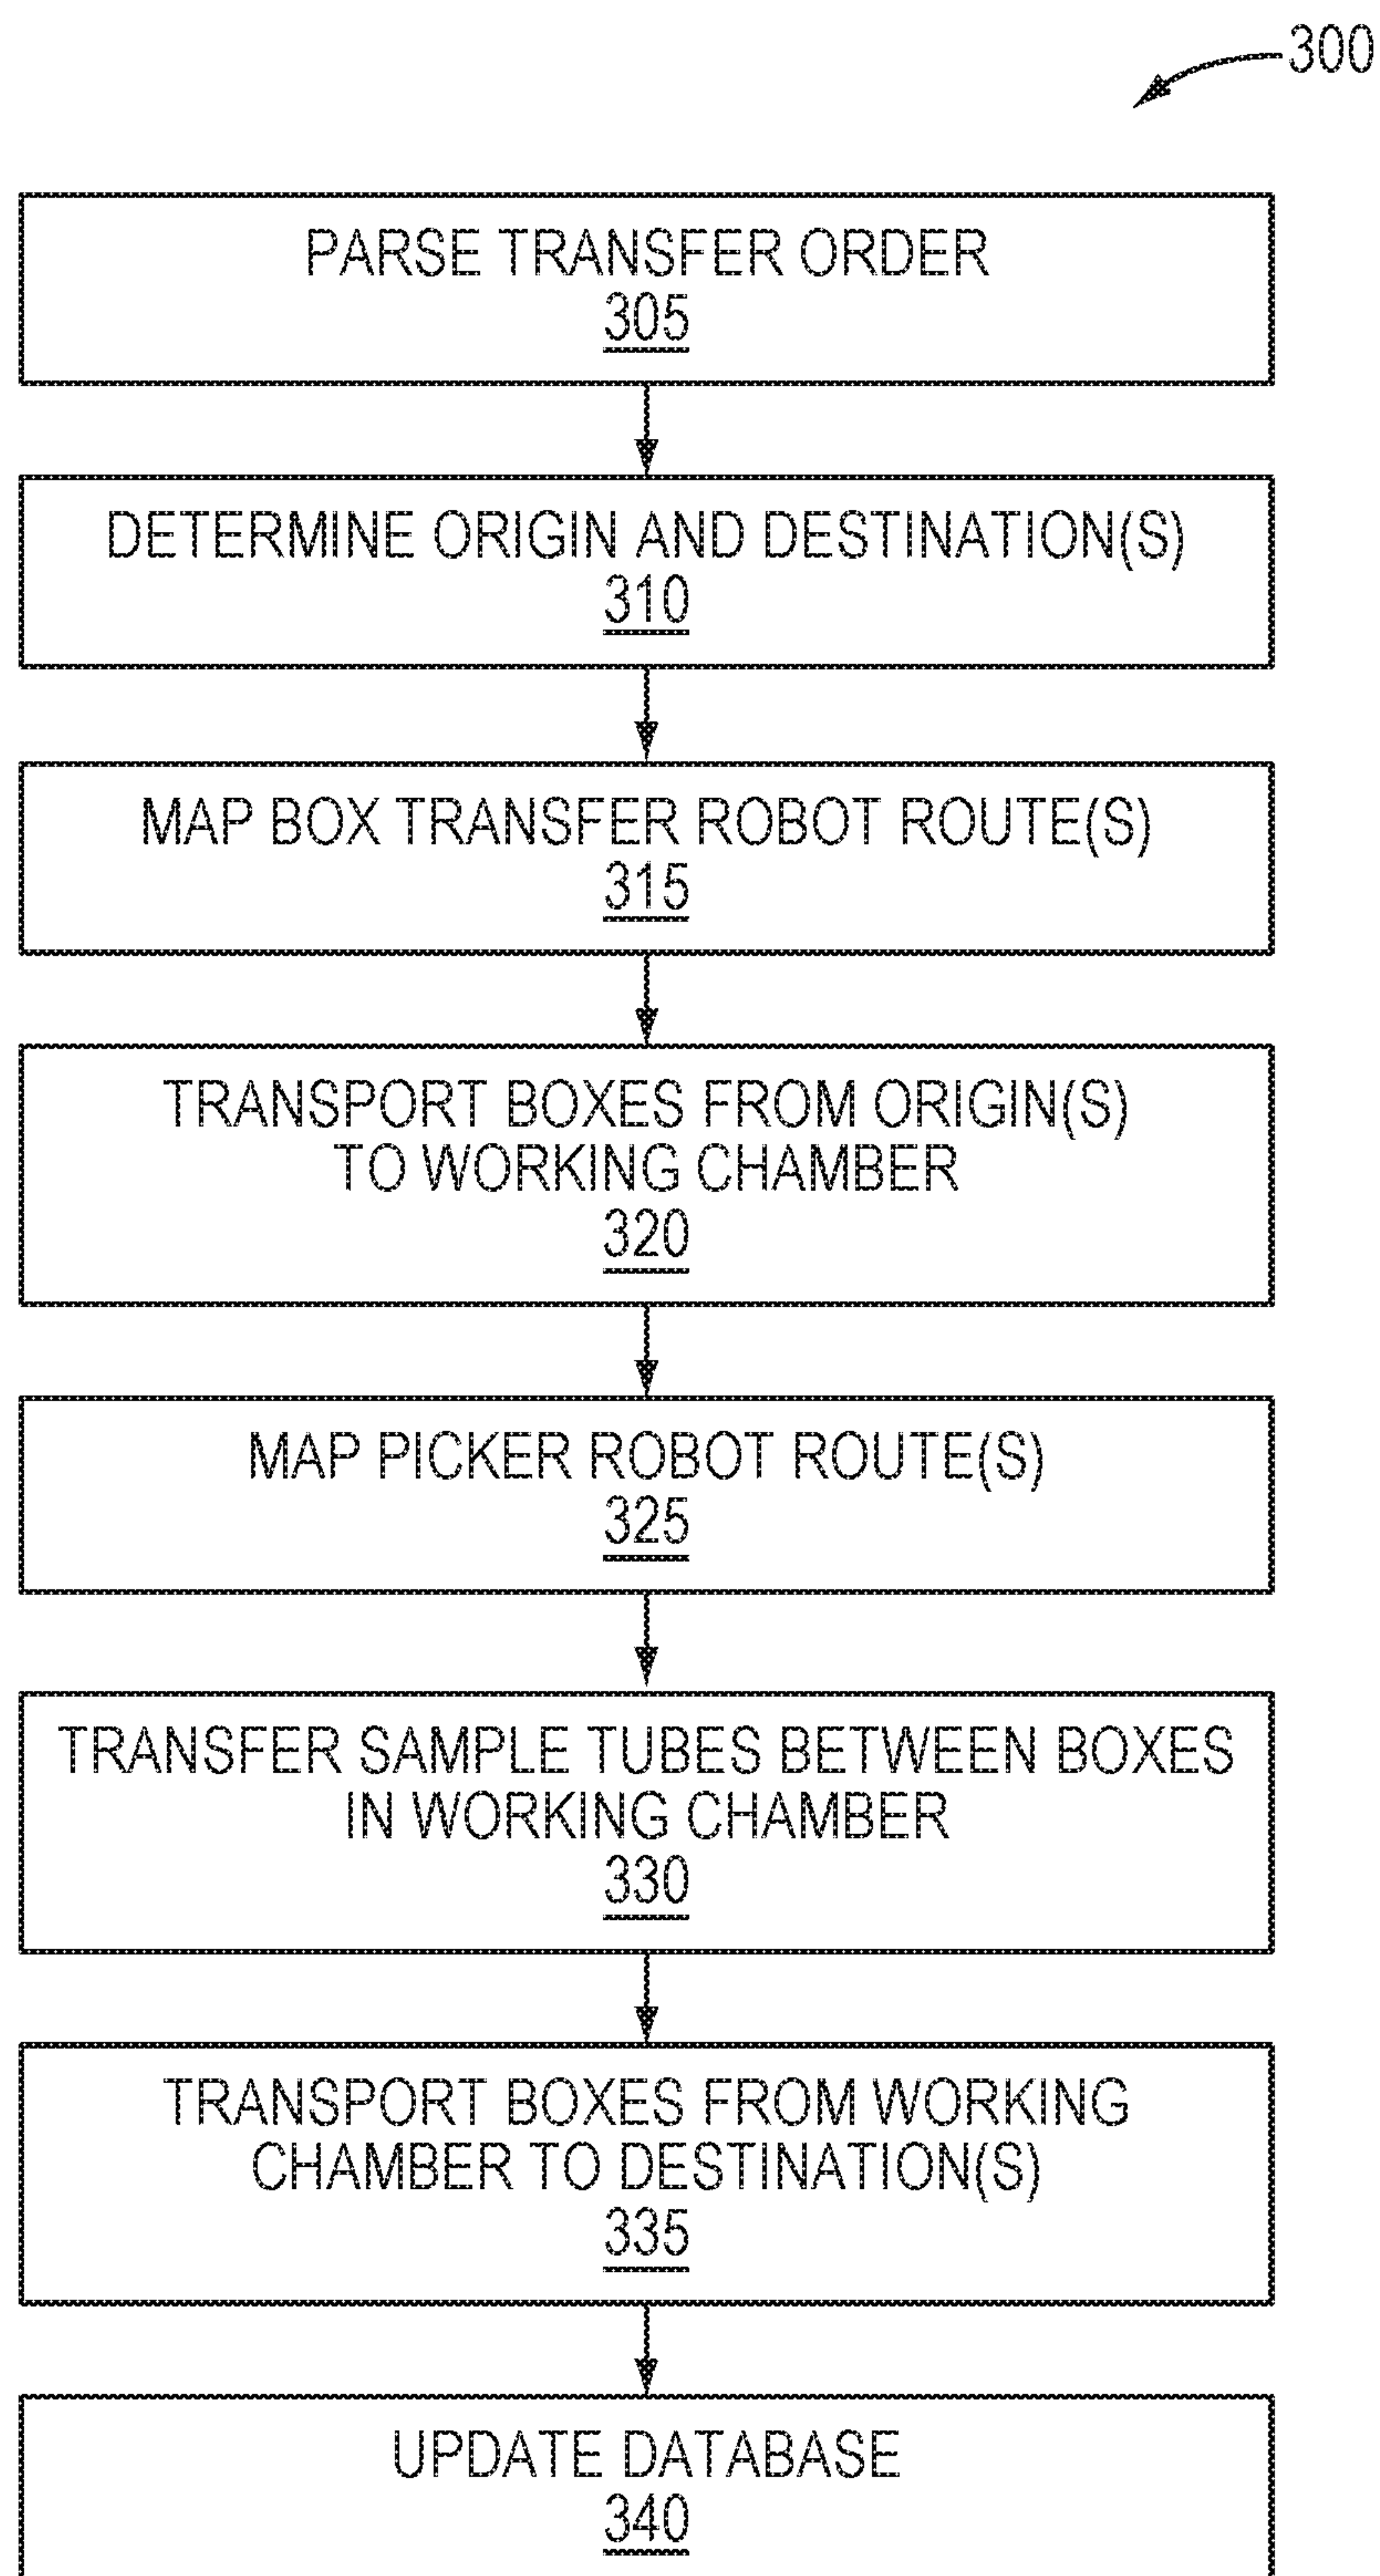 300
PARSE TRANSFER ORDER
305
DETERMINE ORIGIN AND DESTINATION(S)
310
MAP BOX TRANSFER ROBOT ROUTE(S)
315
TRANSPORT BOXES FROM ORIGIN(S)
TO WORKING CHAMBER
320
MAP PICKER ROBOT ROUTE(S)
325
TRANSFER SAMPLE TUBES BETWEEN BOXES
IN WORKING CHAMBER
330
TRANSPORT BOXES FROM WORKING
CHAMBER TO DESTINATION(S)
335
UPDATE DATABASE
340